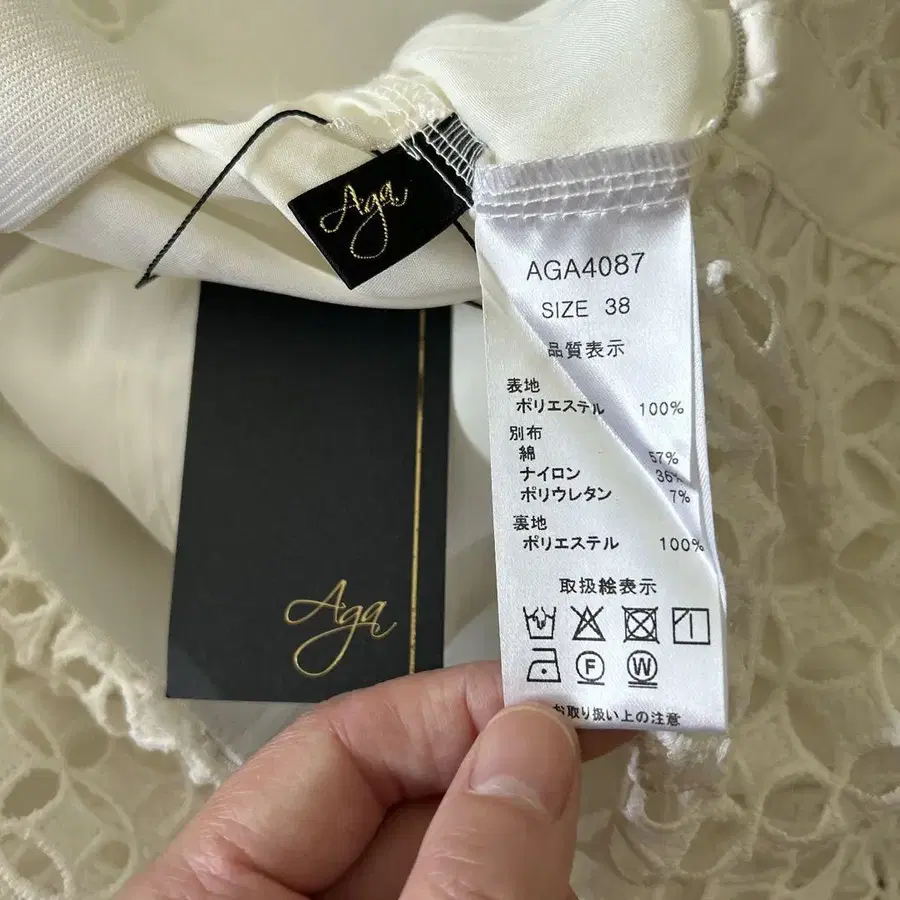 Aga
AGA4087
SIZE 38
品質表示
表地
ポリエステル 100%
別布
綿 57%
ナイロン 36%
ポリウレタン 7%
裏地
ポリエステル 100%
取扱絵表示
F W
お取り扱い上の注意
Aga